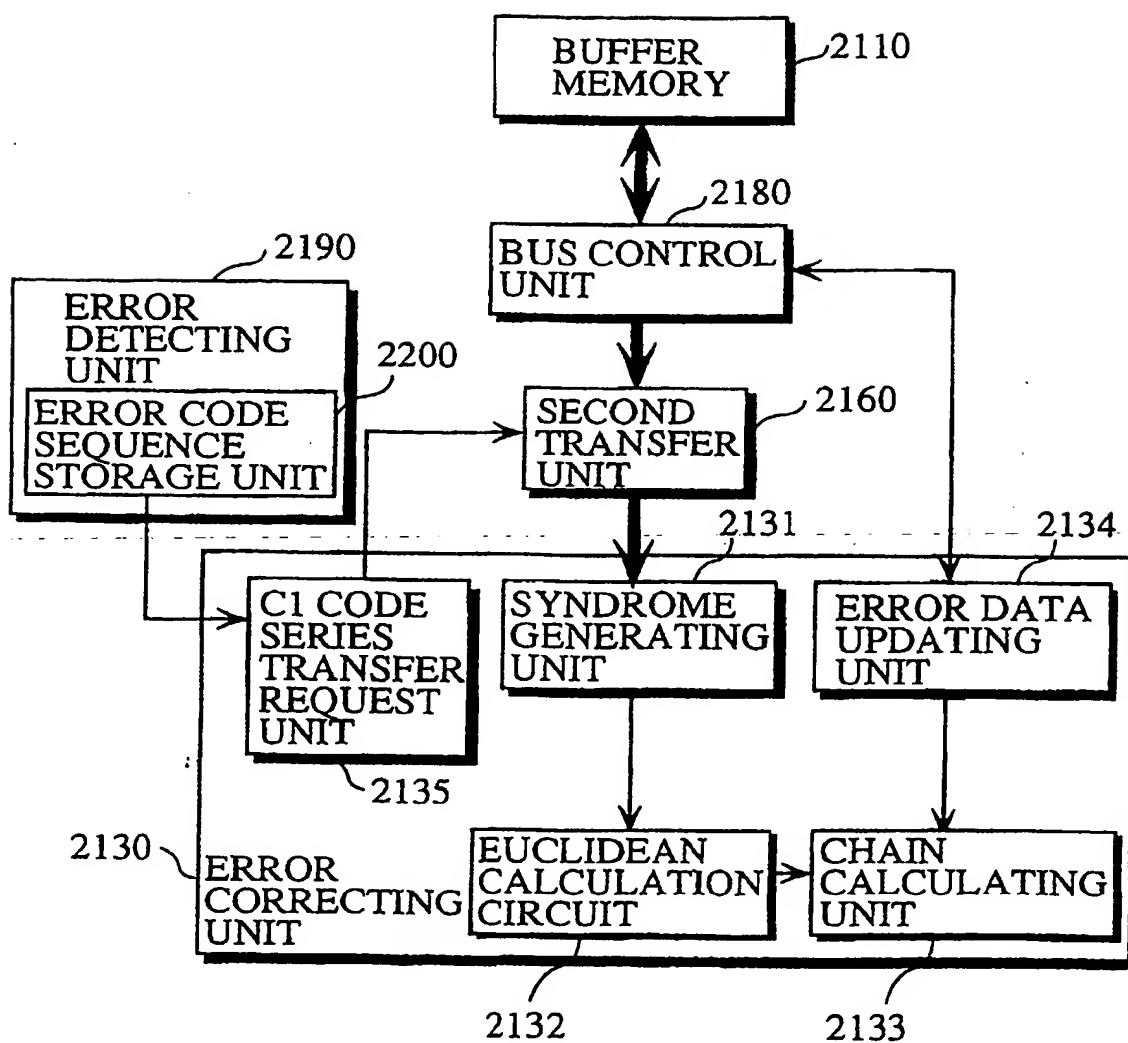 BUFFER
MEMORY
2110
2180
BUS CONTROL
UNIT
2190
ERROR
DETECTING
UNIT
2200
ERROR CODE
SEQUENCE
STORAGE UNIT
SECOND
TRANSFER
UNIT
2160
2131
2134
C1 CODE
SERIES
TRANSFER
REQUEST
UNIT
2135
SYNDROME
GENERATING
UNIT
ERROR DATA
UPDATING
UNIT
2130
ERROR
CORRECTING
UNIT
EUCLIDEAN
CALCULATION
CIRCUIT
CHAIN
CALCULATING
UNIT
2132
2133